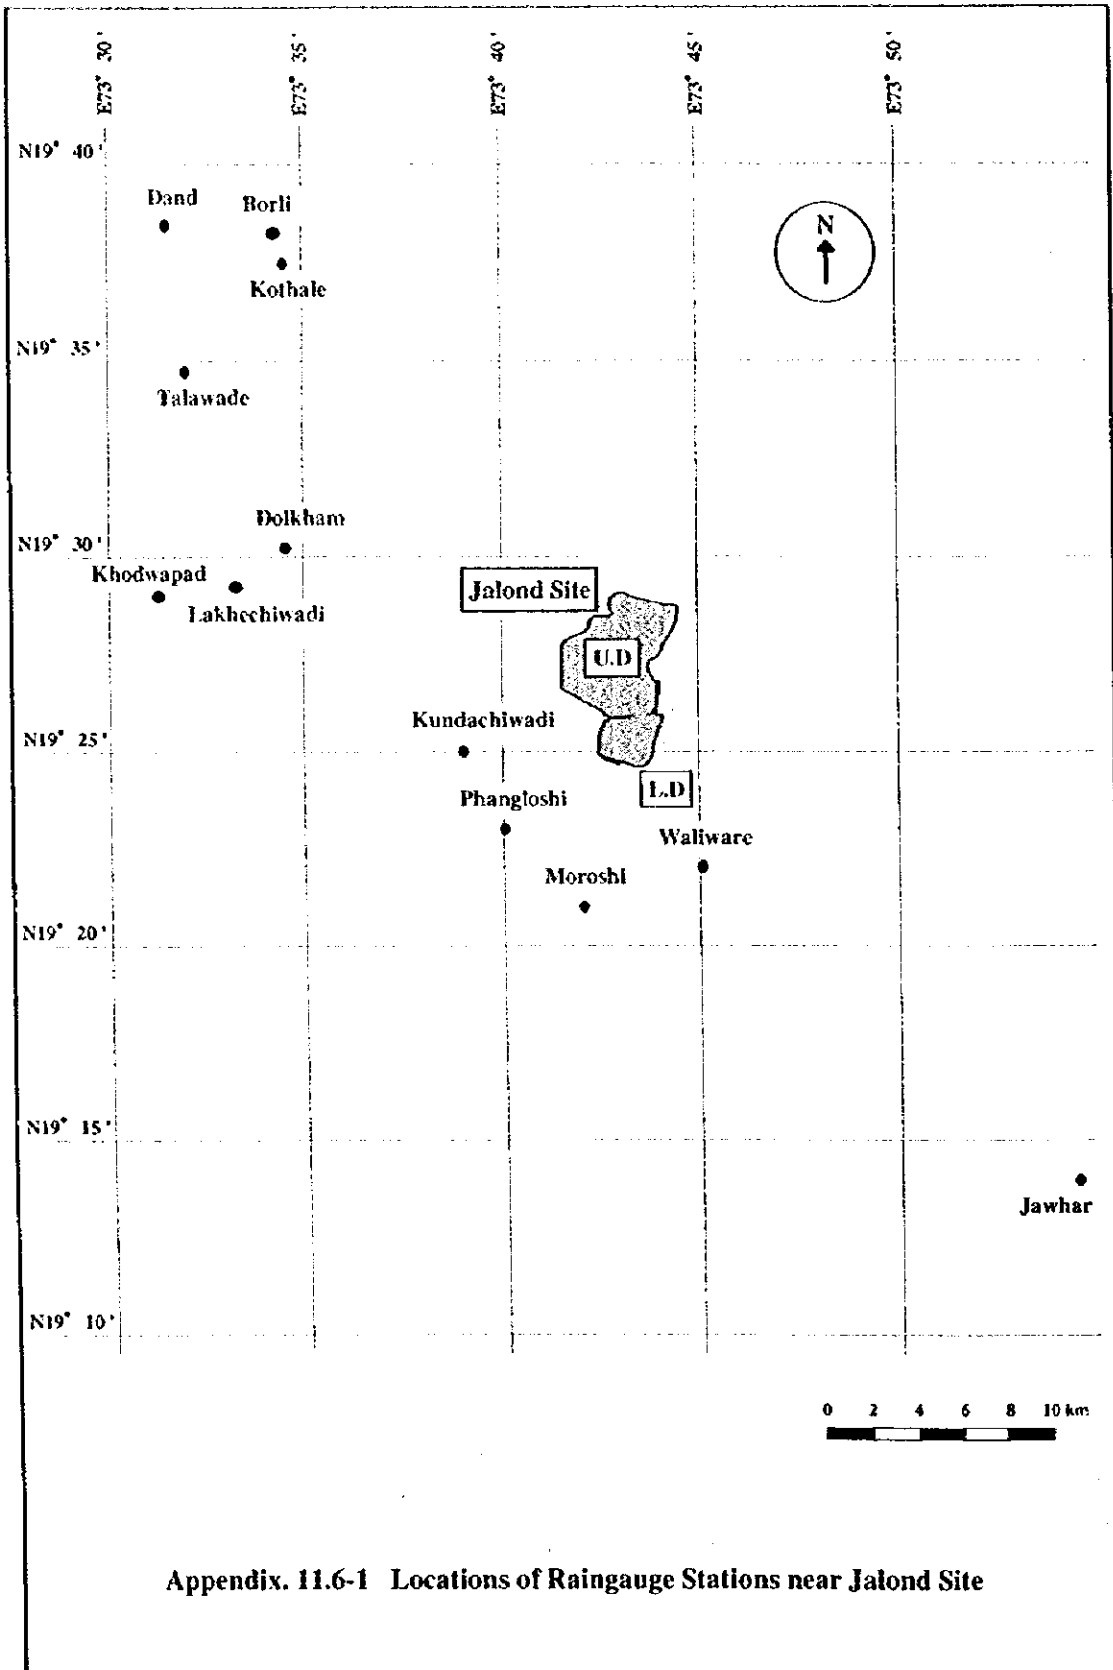 E73° 30'
E73° 35'
E73° 40'
E73° 45'
E73° 50'
N19° 40'
Dand
Borli
N
Kothale
N19° 35'
Talawade
Dolkham
N19° 30'
Khodwapad
Jalond Site
Lakhechiwadi
U.D
Kundachiwadi
N19° 25'
L.D
Phangloshi
Waliware
Moroshi
N19° 20'
N19° 15'
Jawhar
N19° 10'
0 2 4 6 8 10 km
Appendix. 11.6-1 Locations of Raingauge Stations near Jalond Site